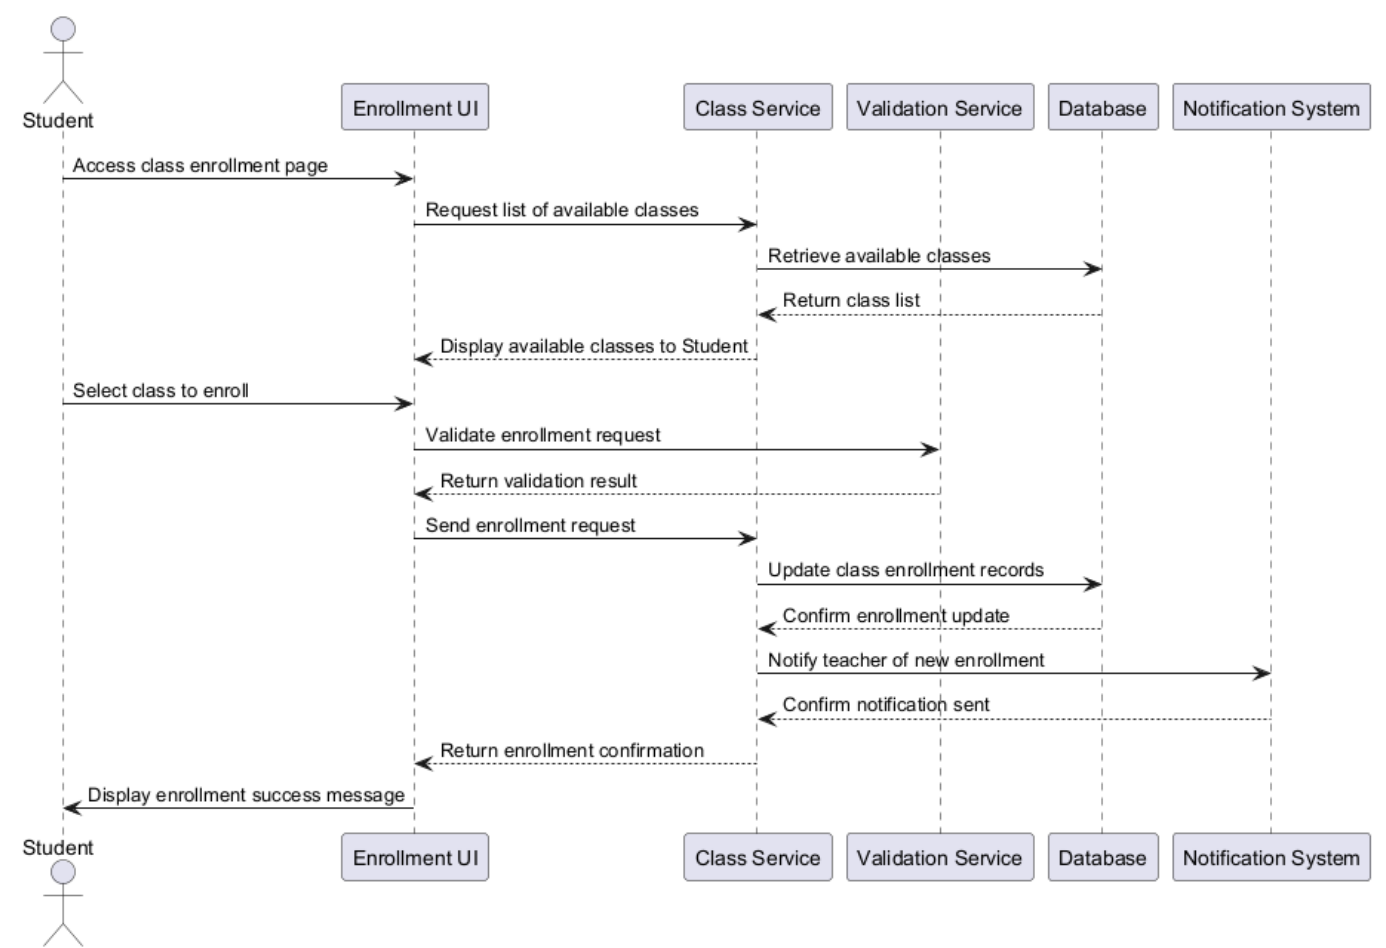 Student
Enrollment UI
Class Service
Validation Service
Database
Notification System
Access class enrollment page
Request list of available classes
Retrieve available classes
Return class list
Display available classes to Student
Select class to enroll
Validate enrollment request
Return validation result
Send enrollment request
Update class enrollment records
Confirm enrollment update
Notify teacher of new enrollment
Confirm notification sent
Return enrollment confirmation
Display enrollment success message
Student
Enrollment UI
Class Service
Validation Service
Database
Notification System